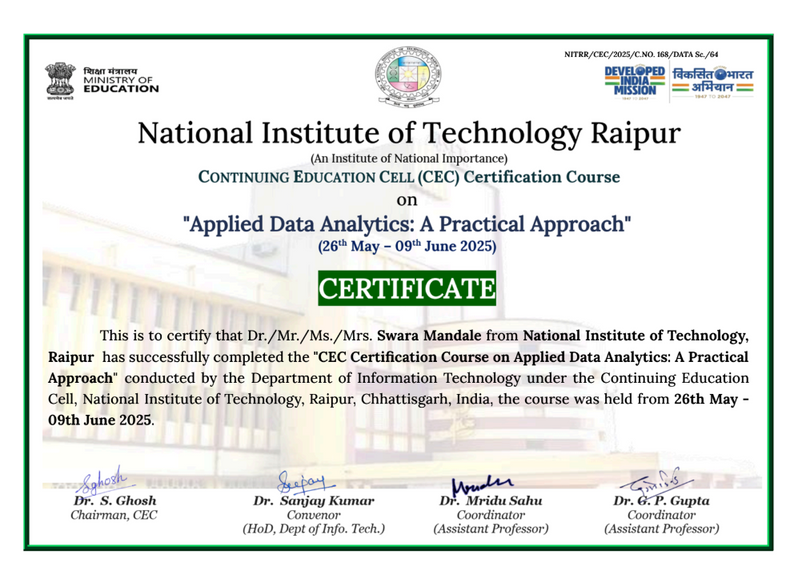 NITRR/CEC/2025/C.NO. 168/DATA Sc./64
शिक्षा मंत्रालय
MINISTRY OF
EDUCATION
DEVELOPED
INDIA
MISSION
1947 TO 2047
विकसित भारत
अभियान
1947 TO 2047
National Institute of Technology Raipur
(An Institute of National Importance)
CONTINUING EDUCATION CELL (CEC) Certification Course
on
"Applied Data Analytics: A Practical Approach"
(26th May – 09th June 2025)
CERTIFICATE
This is to certify that Dr./Mr./Ms./Mrs. Swara Mandale from National Institute of Technology,
Raipur has successfully completed the "CEC Certification Course on Applied Data Analytics: A Practical
Approach" conducted by the Department of Information Technology under the Continuing Education
Cell, National Institute of Technology, Raipur, Chhattisgarh, India, the course was held from 26th May -
09th June 2025.
Sghosh
Dr. S. Ghosh
Chairman, CEC
Dr. Sanjay Kumar
Convenor
(HoD, Dept of Info. Tech.)
Dr. Mridu Sahu
Coordinator
(Assistant Professor)
Dr. G. P. Gupta
Coordinator
(Assistant Professor)